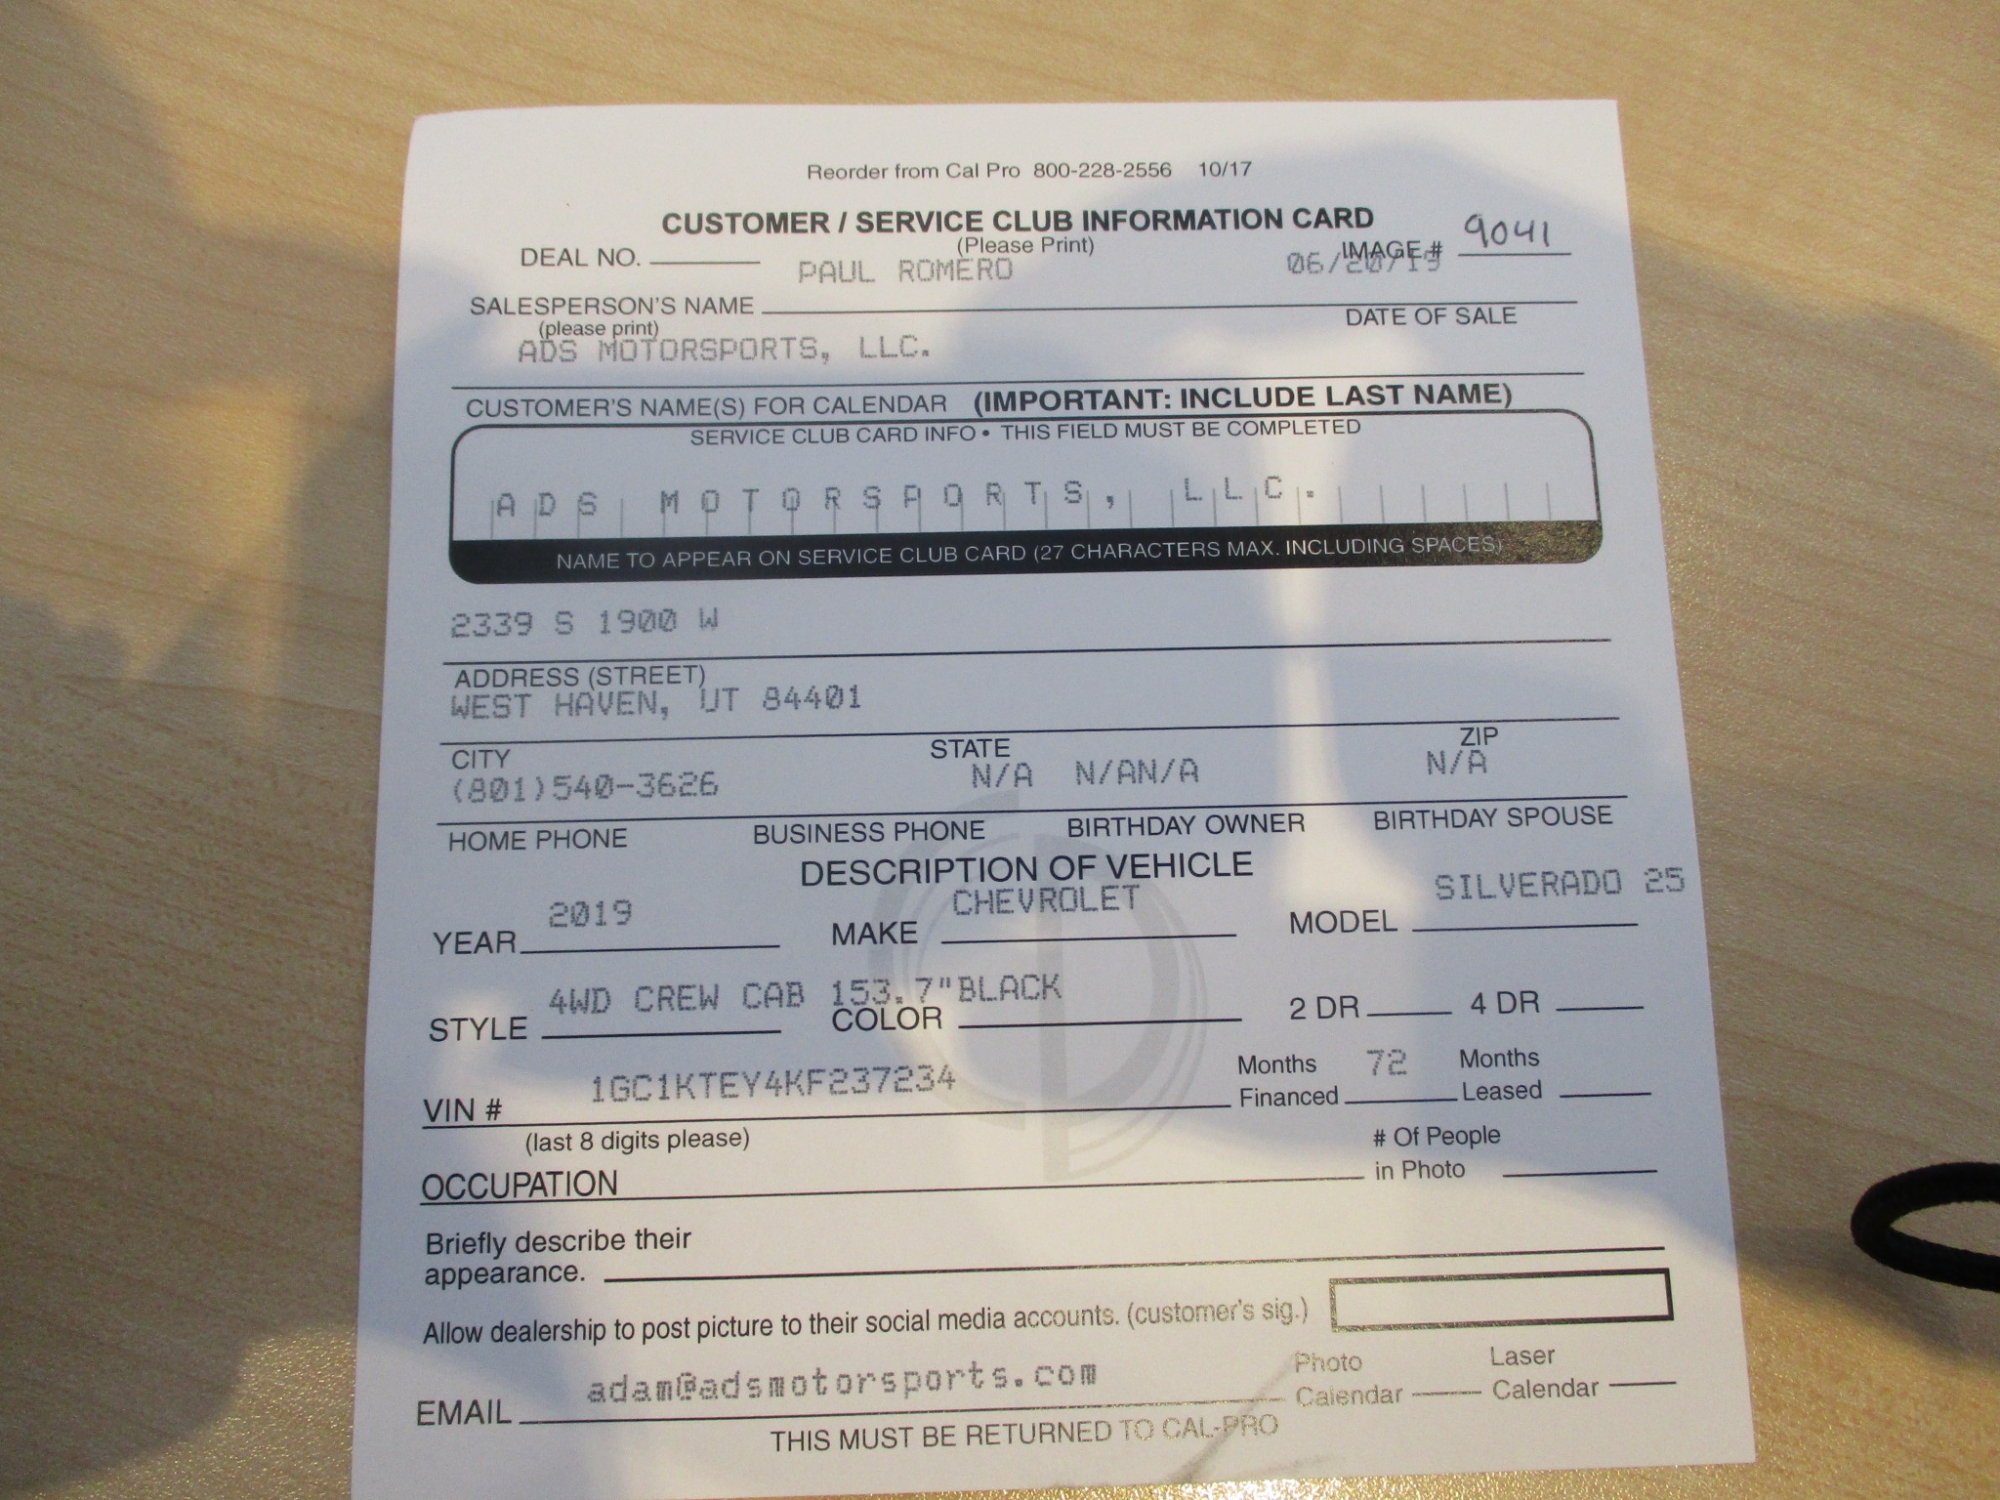 Reorder from Cal Pro 800-228-2556 10/17
CUSTOMER / SERVICE CLUB INFORMATION CARD
(Please Print)
DEAL NO. IMAGE # 9041
PAUL ROMERO 06/20/19
SALESPERSON'S NAME
(please print) DATE OF SALE
ADS MOTORSPORTS, LLC.
CUSTOMER'S NAME(S) FOR CALENDAR (IMPORTANT: INCLUDE LAST NAME)
SERVICE CLUB CARD INFO • THIS FIELD MUST BE COMPLETED
ADS MOTORSPORTS, LLC.
NAME TO APPEAR ON SERVICE CLUB CARD (27 CHARACTERS MAX. INCLUDING SPACES)
2339 S 1900 W
ADDRESS (STREET)
WEST HAVEN, UT 84401
CITY STATE ZIP
(801)540-3626 N/A N/AN/A N/A
HOME PHONE BUSINESS PHONE BIRTHDAY OWNER BIRTHDAY SPOUSE
DESCRIPTION OF VEHICLE
2019 CHEVROLET SILVERADO 25
YEAR MAKE MODEL
4WD CREW CAB 153.7"BLACK
STYLE COLOR 2 DR 4 DR
1GC1KTEY4KF237234 Months 72 Months
VIN # Financed Leased
(last 8 digits please) # Of People
OCCUPATION in Photo
Briefly describe their
appearance.
Allow dealership to post picture to their social media accounts. (customer's sig.)
adam@adsmotorsports.com Photo Laser
EMAIL Calendar Calendar
THIS MUST BE RETURNED TO CAL-PRO